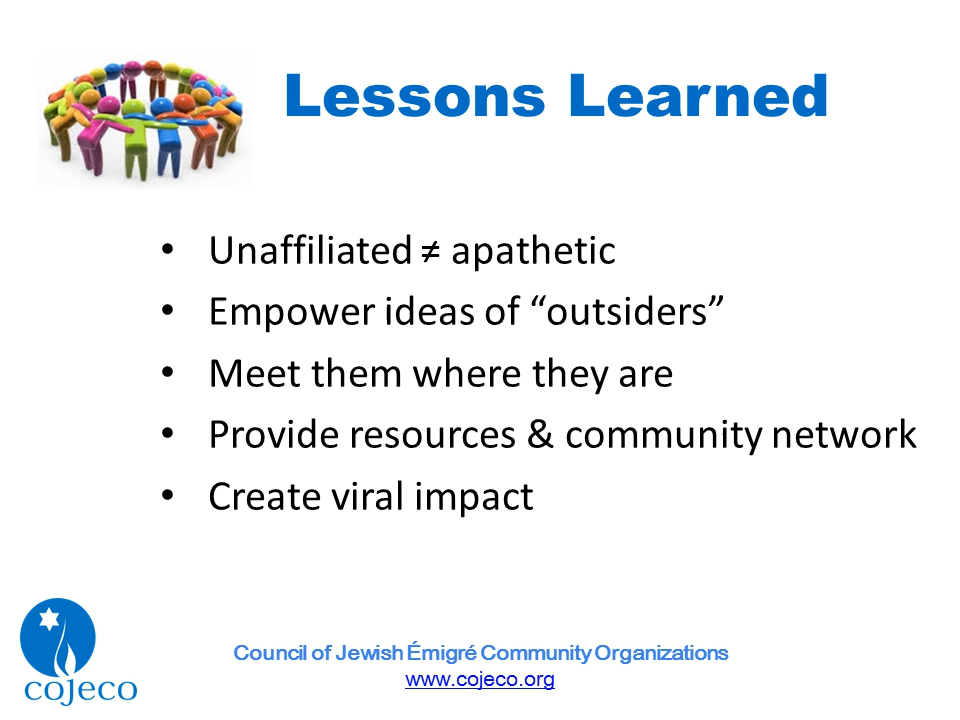 Lessons Learned
• Unaffiliated ≠ apathetic
• Empower ideas of “outsiders”
• Meet them where they are
• Provide resources & community network
• Create viral impact
cojeco
Council of Jewish Émigré Community Organizations
www.cojeco.org